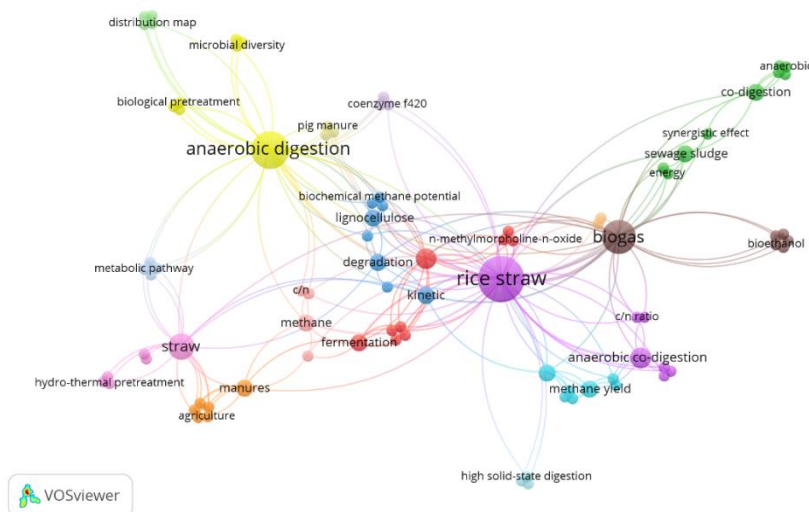 distribution map
microbial diversity
anaerobic
co-digestion
biological pretreatment
coenzyme f420
pig manure
synergistic effect
anaerobic digestion
sewage sludge
energy
biochemical methane potential
lignocellulose
n-methylmorpholine-n-oxide
biogas
bioethanol
metabolic pathway
degradation
rice straw
c/n
kinetic
methane
c/n ratio
straw
fermentation
anaerobic co-digestion
hydro-thermal pretreatment
manures
methane yield
agriculture
high solid-state digestion
VOSviewer